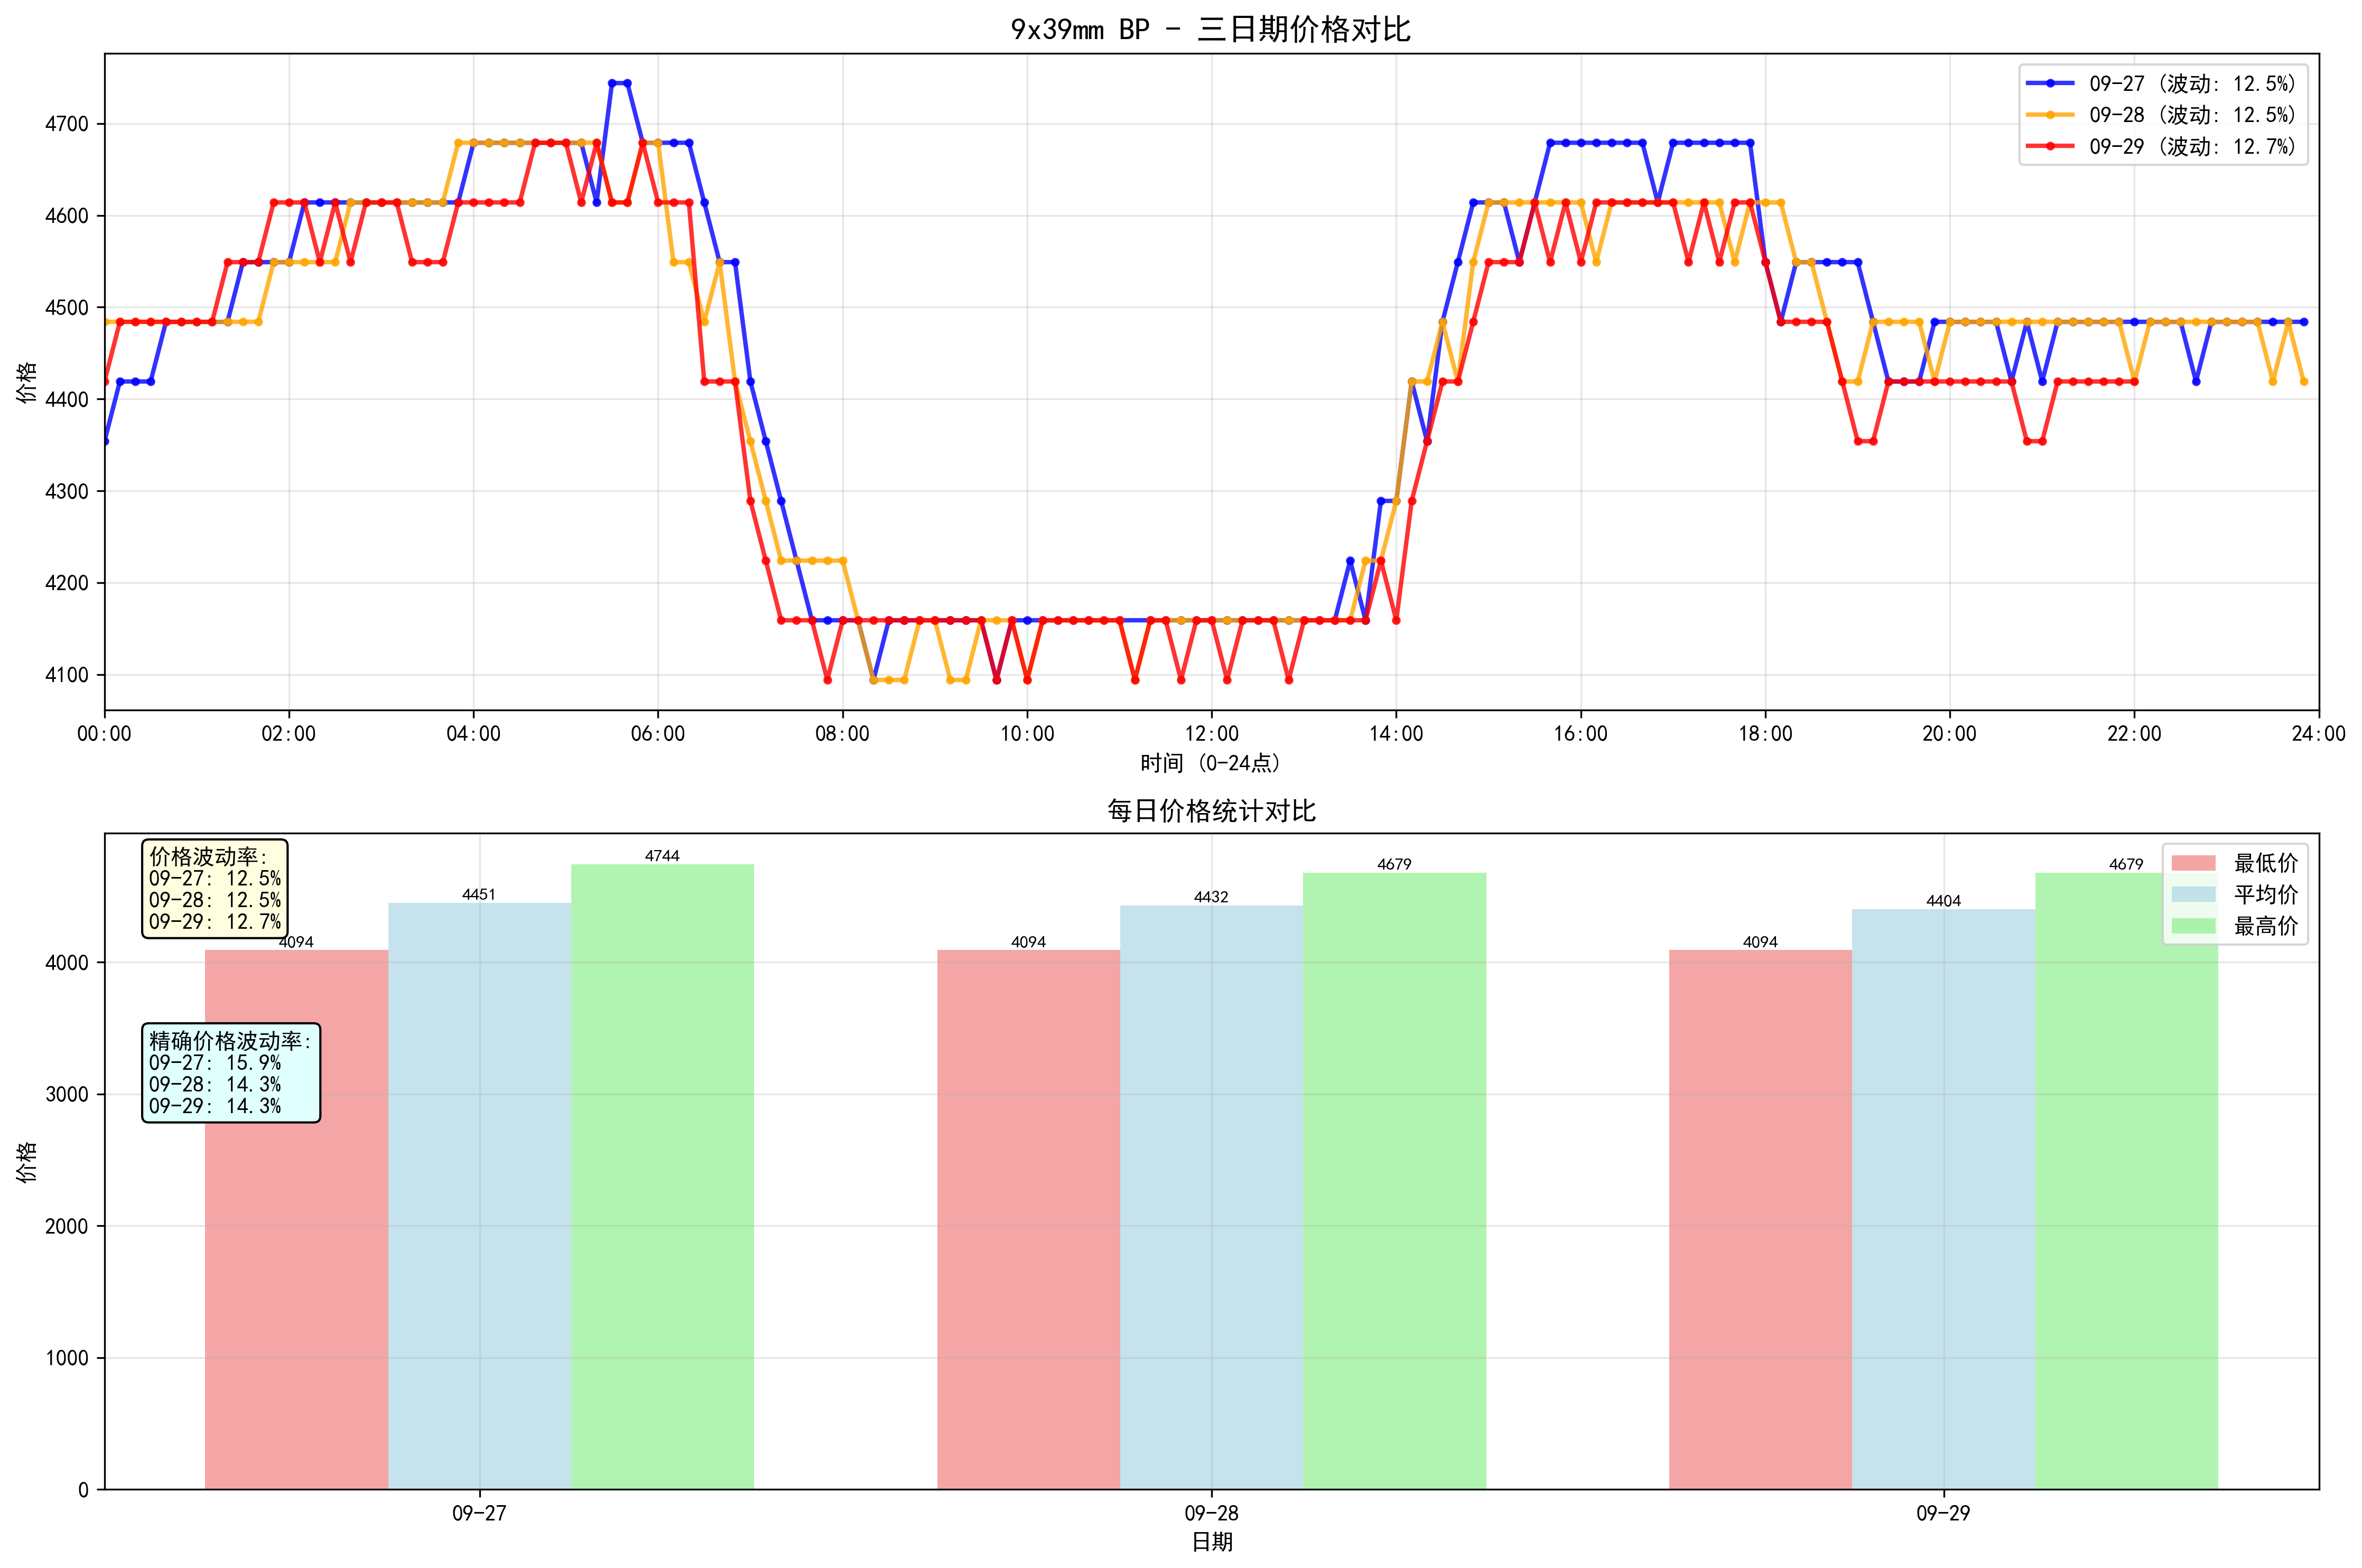 9x39mm BP - 三日期价格对比
09-27 (波动: 12.5%)
09-28 (波动: 12.5%)
09-29 (波动: 12.7%)
价格
4700
4600
4500
4400
4300
4200
4100
00:00 02:00 04:00 06:00 08:00 10:00 12:00 14:00 16:00 18:00 20:00 22:00 24:00
时间 (0-24点)
每日价格统计对比
价格波动率:
09-27: 12.5%
09-28: 12.5%
09-29: 12.7%
精确价格波动率:
09-27: 15.9%
09-28: 14.3%
09-29: 14.3%
最低价
平均价
最高价
4094 4451 4744
4094 4432 4679
4094 4404 4679
价格
4000
3000
2000
1000
0
09-27 09-28 09-29
日期